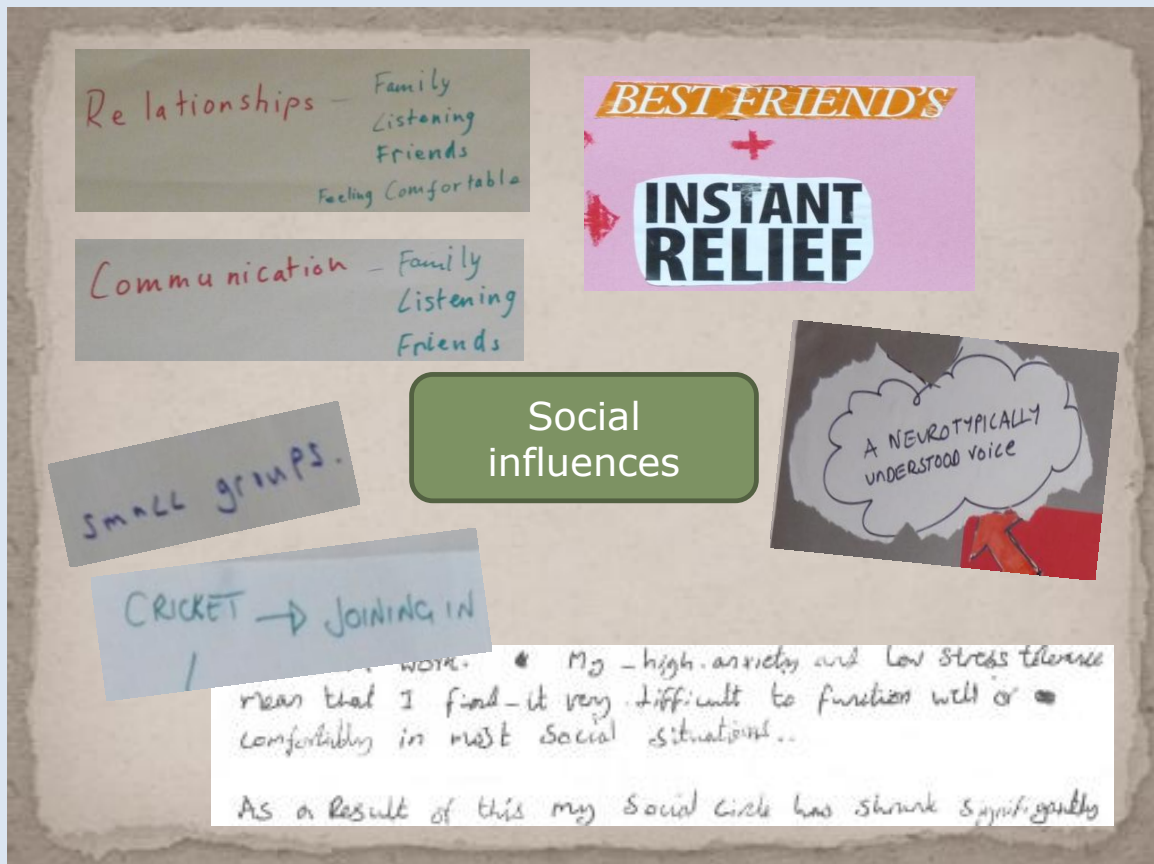 Relationships - Family
Listening
Friends
Feeling Comfortable
BEST FRIEND'S
+
INSTANT
RELIEF
Communication - Family
Listening
Friends
A NEUROTYPICALLY
UNDERSTOOD VOICE
Social
influences
small groups.
CRICKET → JOINING IN
work. My high anxiety and low stress tolerance
mean that I find it very difficult to function well or
comfortably in most social situations..
As a Result of this my Social circle has shrunk significantly